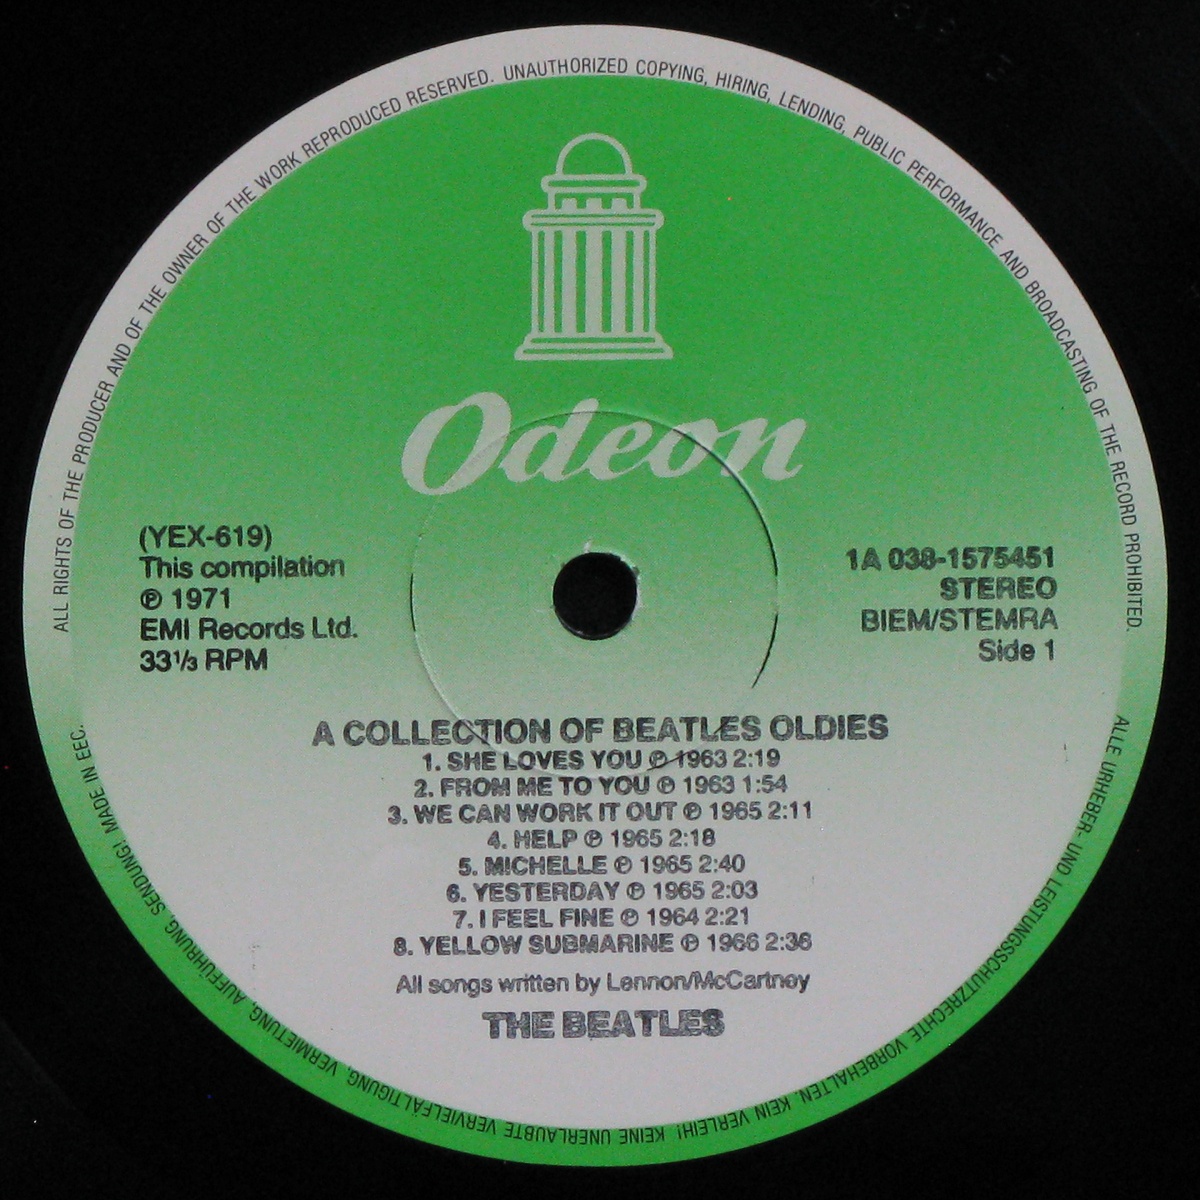 ALL RIGHTS OF THE PRODUCER AND OF THE OWNER OF THE WORK REPRODUCED RESERVED. UNAUTHORIZED COPYING, HIRING, LENDING, PUBLIC PERFORMANCE AND BROADCASTING OF THE RECORD PROHIBITED.
Odeon
(YEX-619)
This compilation
℗ 1971
EMI Records Ltd.
33⅓ RPM
1A 038-1575451
STEREO
BIEM/STEMRA
Side 1
A COLLECTION OF BEATLES OLDIES
1. SHE LOVES YOU ℗ 1963 2:19
2. FROM ME TO YOU ℗ 1963 1:54
3. WE CAN WORK IT OUT ℗ 1965 2:11
4. HELP ℗ 1965 2:18
5. MICHELLE ℗ 1965 2:40
6. YESTERDAY ℗ 1965 2:03
7. I FEEL FINE ℗ 1964 2:21
8. YELLOW SUBMARINE ℗ 1966 2:36
All songs written by Lennon/McCartney
THE BEATLES
ALLE URHEBER- UND LEISTUNGSSCHUTZRECHTE VORBEHALTEN. KEIN VERLEIH! KEINE UNERLAUBTE VERVIELFÄLTIGUNG, VERMIETUNG, AUFFÜHRUNG, SENDUNG! MADE IN EEC.